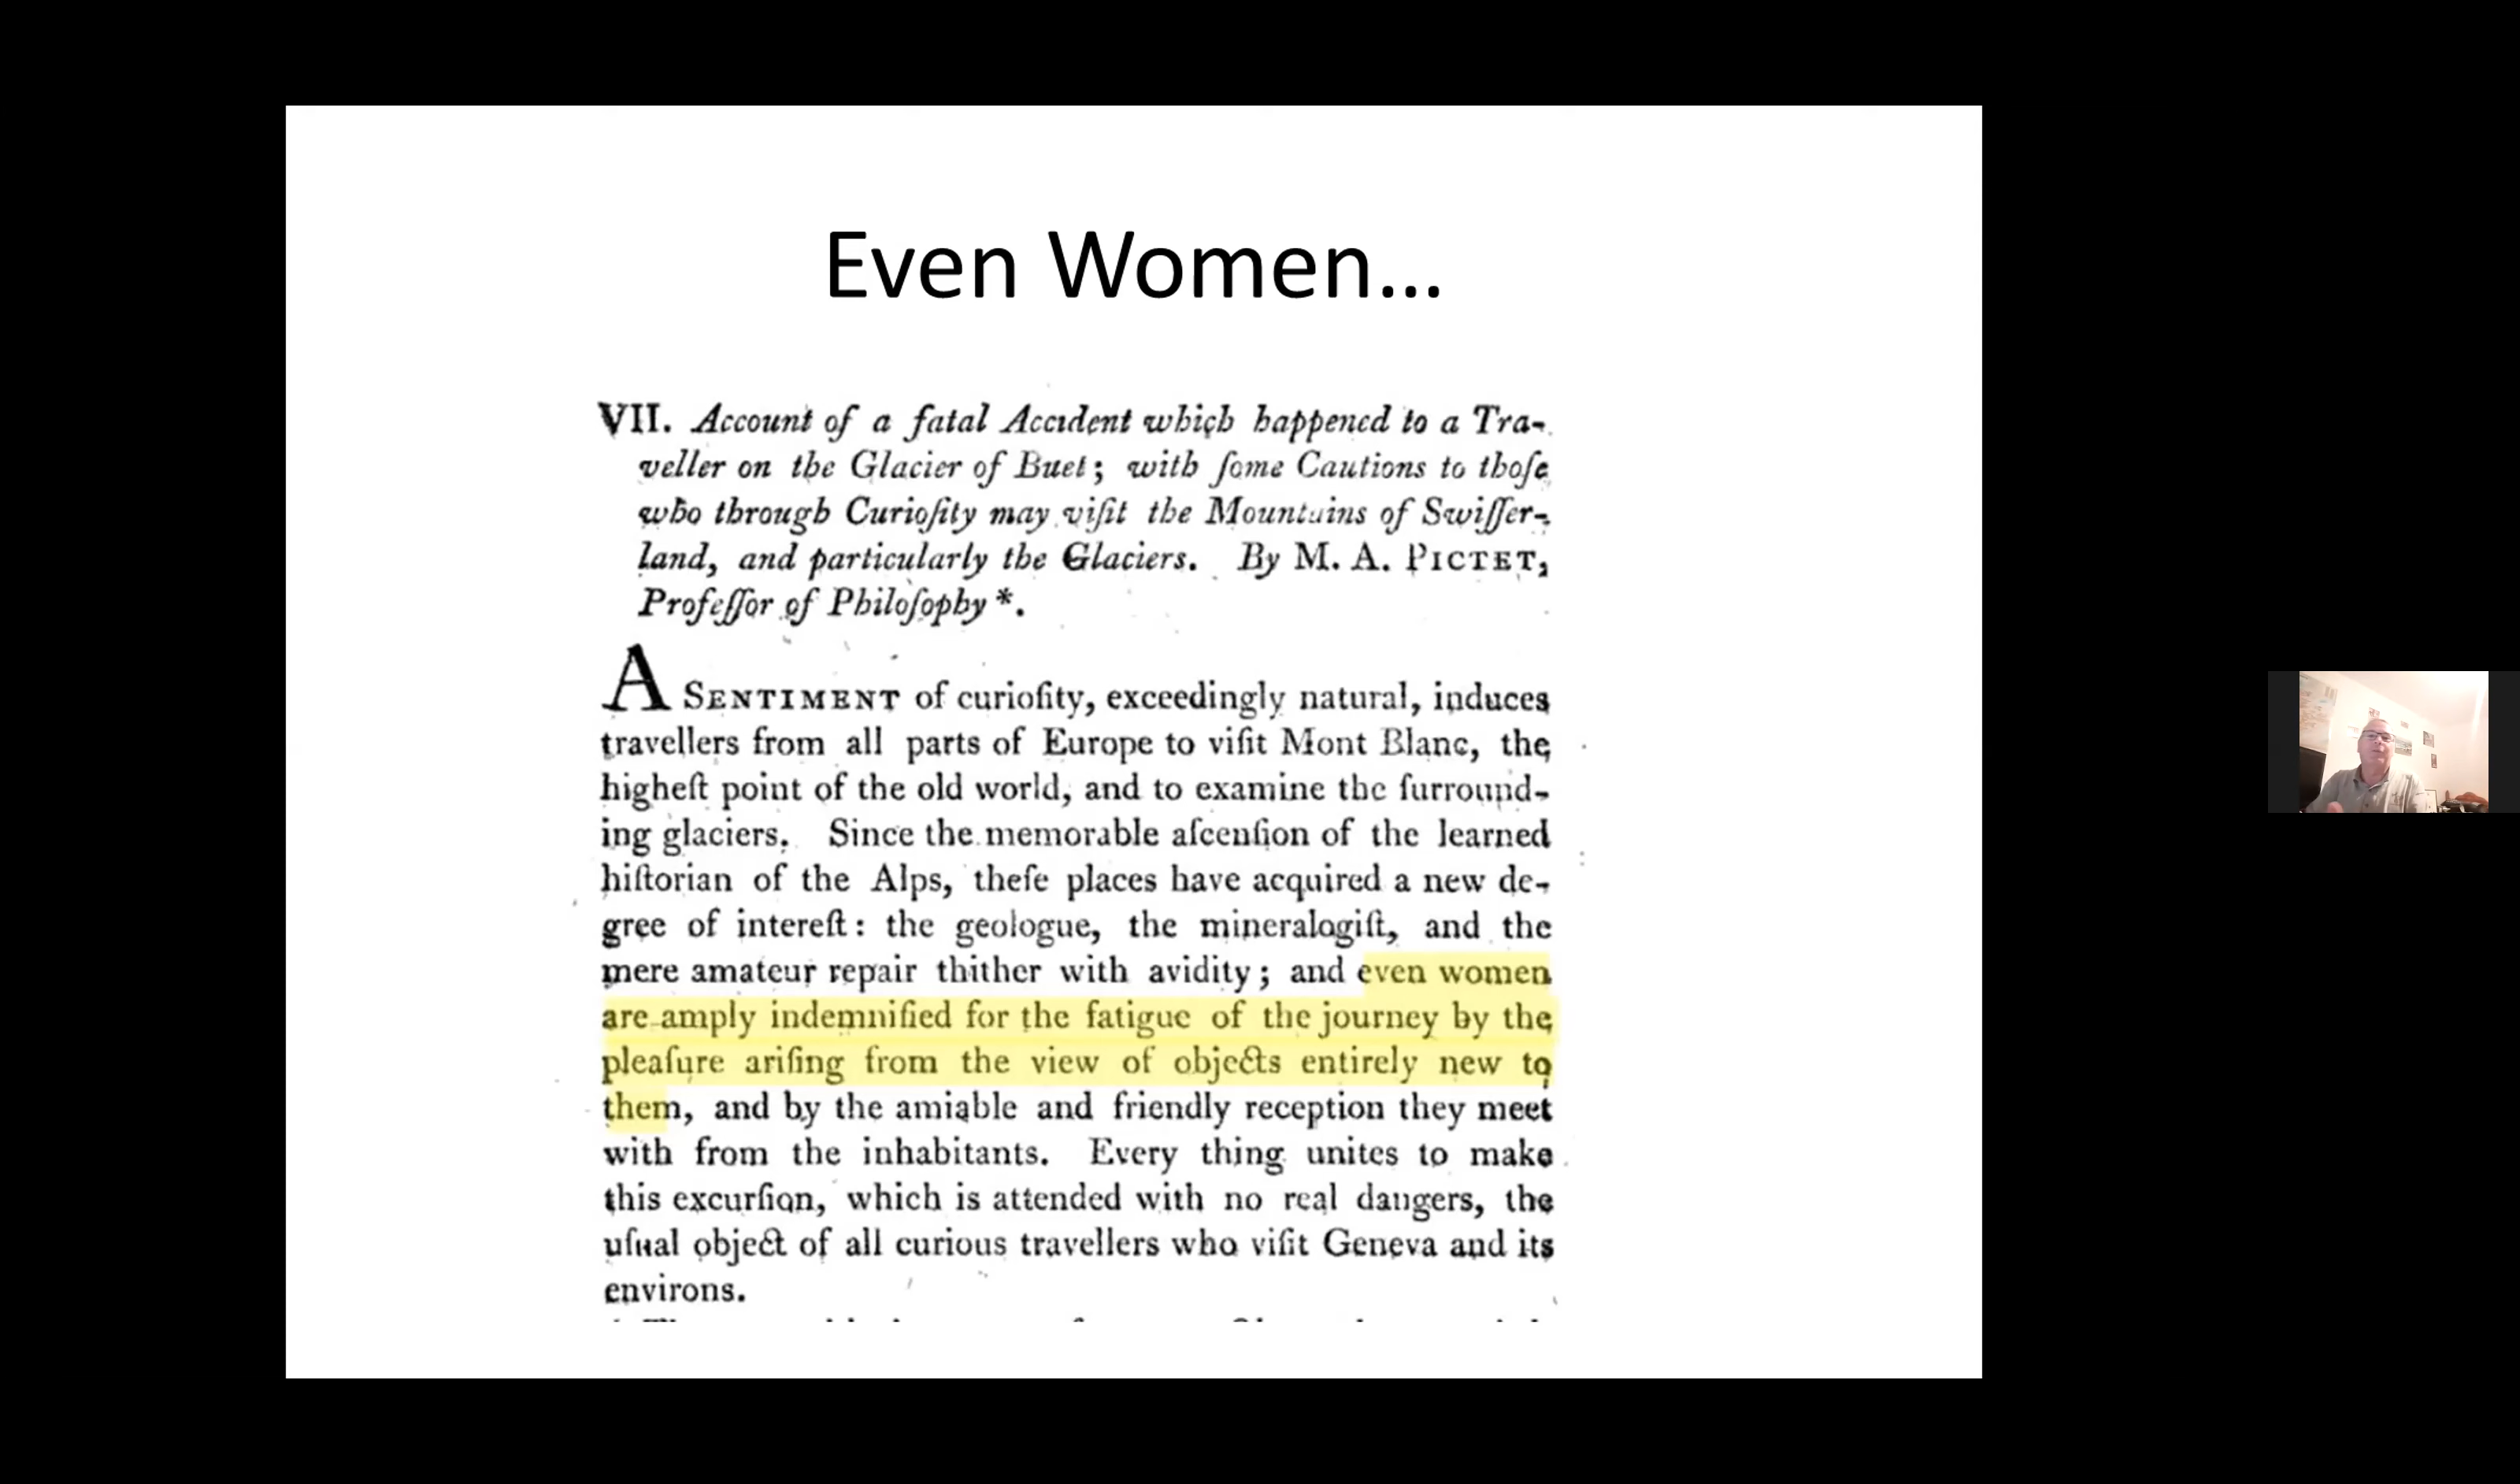 Even Women...
VII. Account of a fatal Accident which happened to a Tra-
veller on the Glacier of Buet; with ſome Cautions to thoſe
who through Curioſity may viſit the Mountains of Swiſſer-
land, and particularly the Glaciers. By M. A. PICTET,
Profeſſor of Philoſophy *.
A SENTIMENT of curioſity, exceedingly natural, induces
travellers from all parts of Europe to viſit Mont Blanc, the
higheſt point of the old world, and to examine the ſurround-
ing glaciers. Since the memorable aſcenſion of the learned
hiſtorian of the Alps, theſe places have acquired a new de-
gree of intereſt: the geologue, the mineralogiſt, and the
mere amateur repair thither with avidity; and even women
are amply indemnified for the fatigue of the journey by the
pleaſure ariſing from the view of objects entirely new to
them, and by the amiable and friendly reception they meet
with from the inhabitants. Every thing unites to make
this excurſion, which is attended with no real dangers, the
uſual object of all curious travellers who viſit Geneva and its
environs.